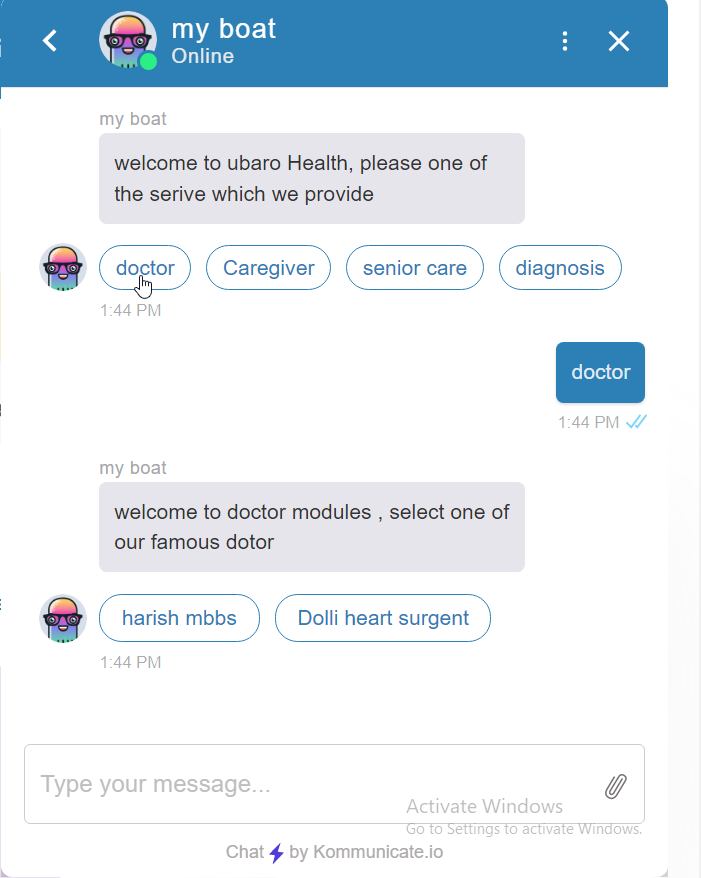 my boat
Online
my boat
welcome to ubaro Health, please one of
the serive which we provide
doctor Caregiver senior care diagnosis
1:44 PM
doctor
1:44 PM
my boat
welcome to doctor modules , select one of
our famous dotor
harish mbbs Dolli heart surgent
1:44 PM
Type your message...
Activate Windows
Go to Settings to activate Windows.
Chat by Kommunicate.io